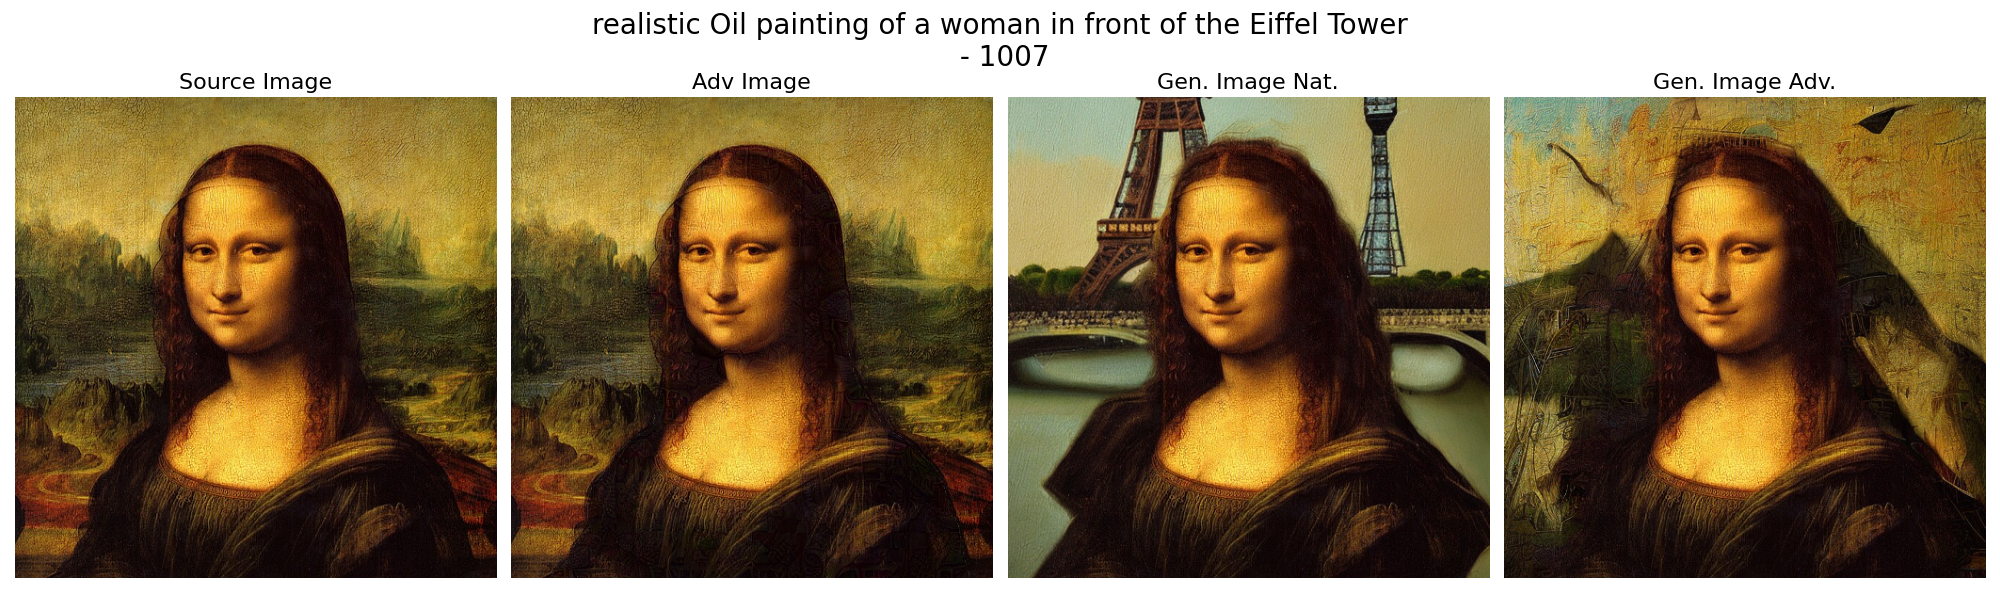 realistic Oil painting of a woman in front of the Eiffel Tower
- 1007
Source Image
Adv Image
Gen. Image Nat.
Gen. Image Adv.